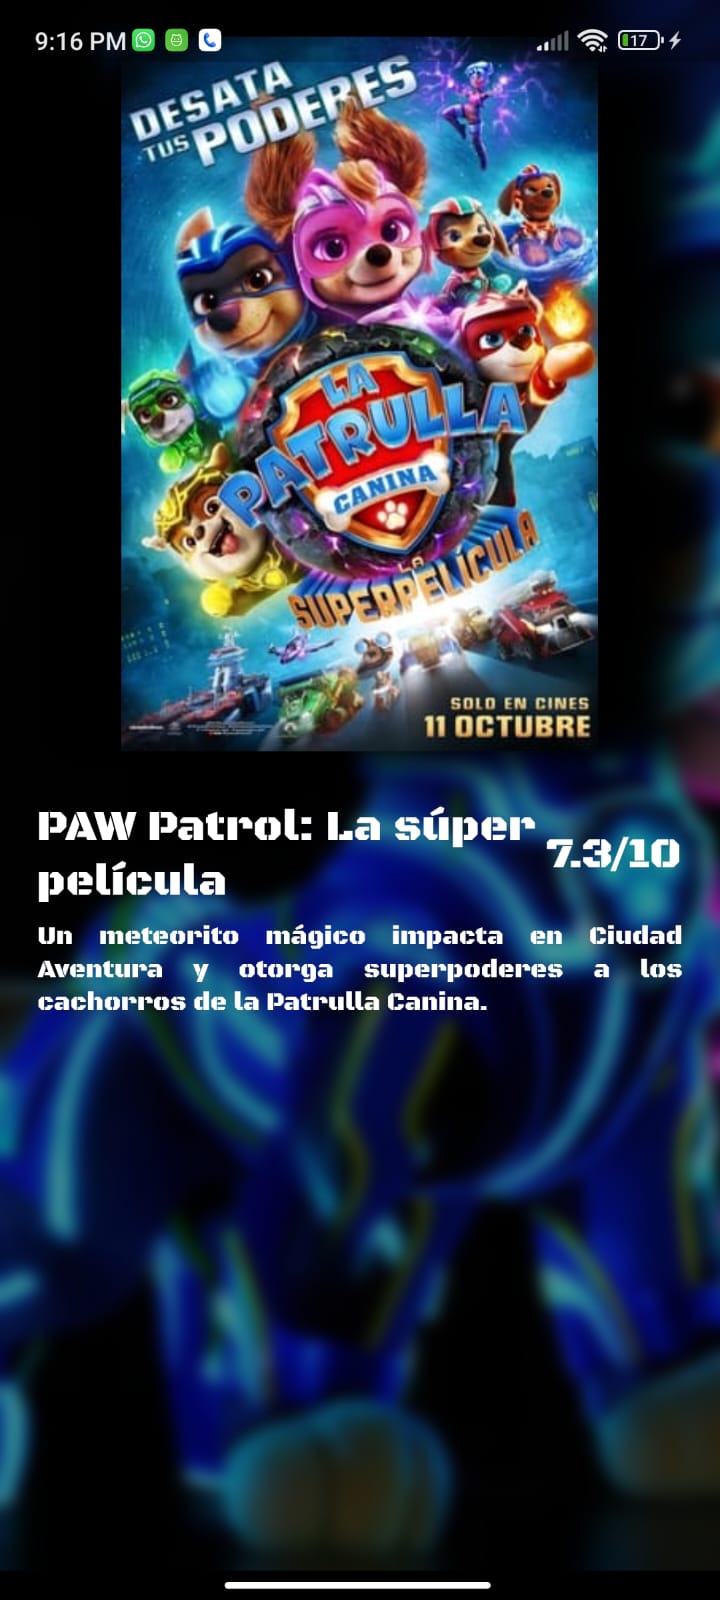 9:16 PM
17
DESATA
TUS PODERES
LA
PATRULLA
CANINA
LA
SUPERPELÍCULA
SOLO EN CINES
11 OCTUBRE
PAW Patrol: La súper
película
7.3/10
Un meteorito mágico impacta en Ciudad
Aventura y otorga superpoderes a los
cachorros de la Patrulla Canina.